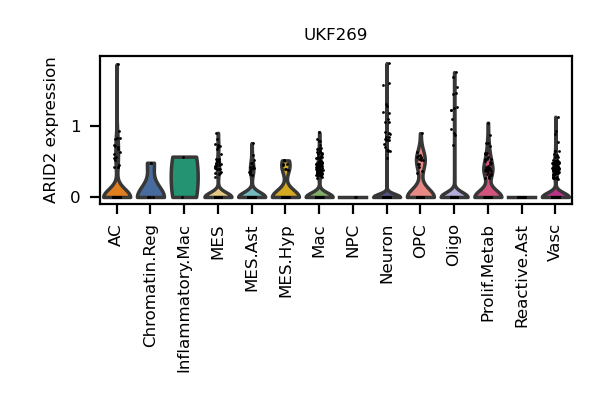 UKF269
ARID2 expression
1
0
AC
Chromatin.Reg
Inflammatory.Mac
MES
MES.Ast
MES.Hyp
Mac
NPC
Neuron
OPC
Oligo
Prolif.Metab
Reactive.Ast
Vasc